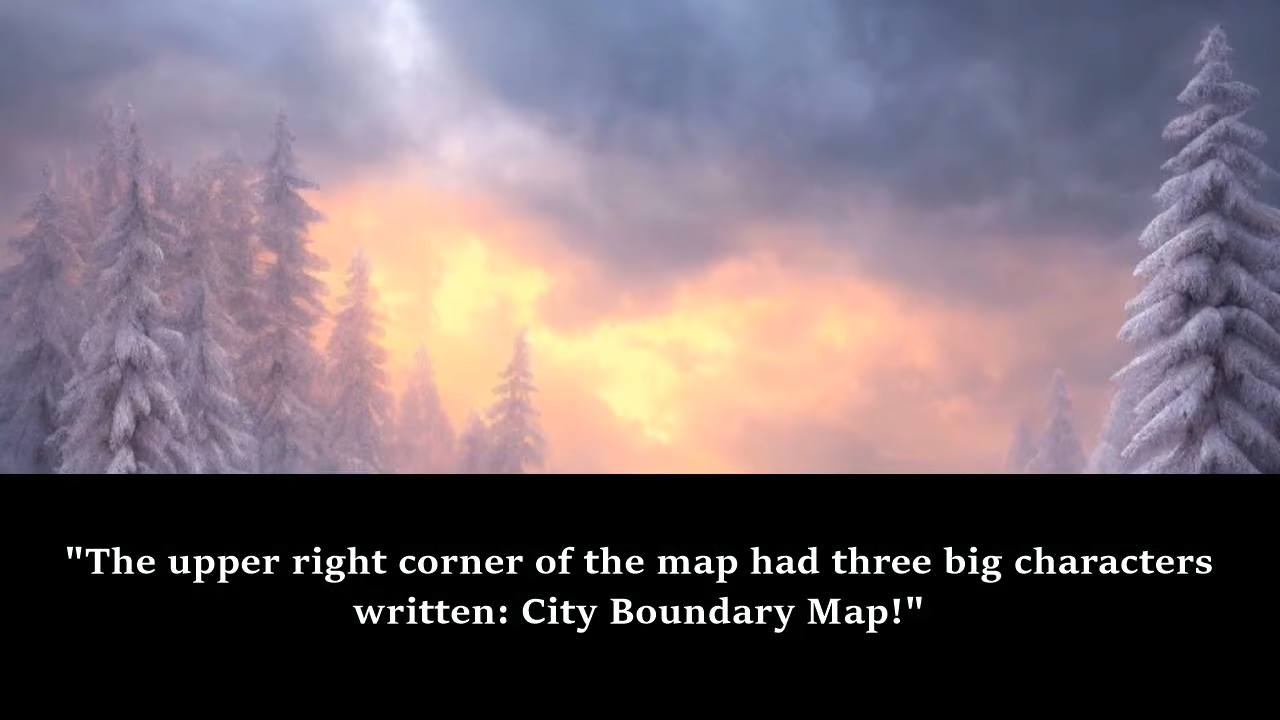 "The upper right corner of the map had three big characters
written: City Boundary Map!"